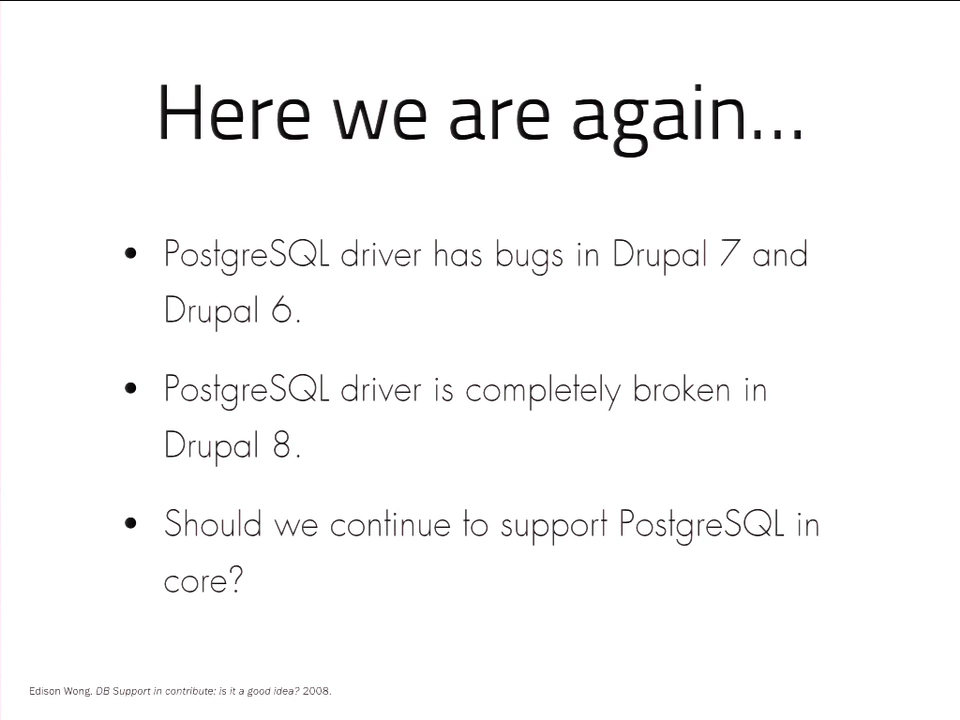 Here we are again...
• PostgreSQL driver has bugs in Drupal 7 and
Drupal 6.
• PostgreSQL driver is completely broken in
Drupal 8.
• Should we continue to support PostgreSQL in
core?
Edison Wong. DB Support in contribute: is it a good idea? 2008.